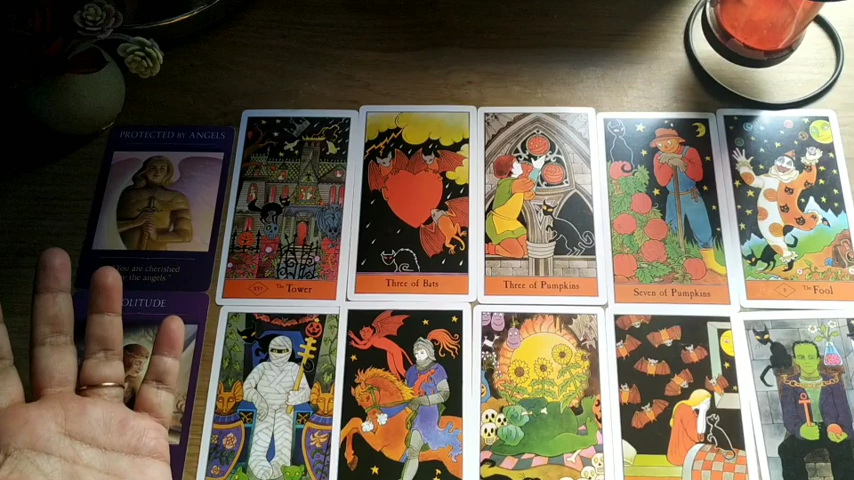 PROTECTED BY ANGELS
You are cherished
by the angels "
SOLITUDE
XVI The Tower
Three of Bats
Three of Pumpkins
Seven of Pumpkins
The Fool